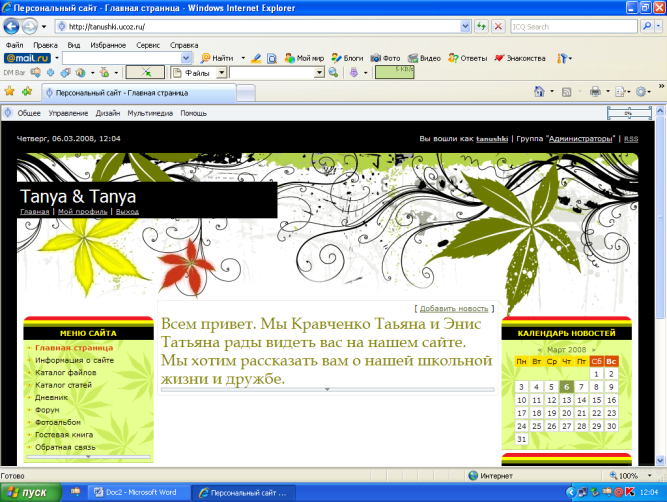 Персональный сайт - Главная страница - Windows Internet Explorer
http://tanushki.ucoz.ru/
ICQ Search
Файл Правка Вид Избранное Сервис Справка
@mail.ru Найти Мой мир Блоги Фото Видео Ответы Знакомства
DM Bar Файлы 5 KB/s
Персональный сайт - Главная страница
Общее Управление Дизайн Мультимедиа Помощь 0%
Четверг, 06.03.2008, 12:04
Вы вошли как tanushki | Группа "Администраторы" | RSS
Tanya & Tanya
Главная | Мой профиль | Выход
[ Добавить новость ]
МЕНЮ САЙТА
Главная страница
Информация о сайте
Каталог файлов
Каталог статей
Дневник
Форум
Фотоальбом
Гостевая книга
Обратная связь
Всем привет. Мы Кравченко Таьяна и Энис
Татьяна рады видеть вас на нашем сайте.
Мы хотим рассказать вам о нашей школьной
жизни и дружбе.
КАЛЕНДАРЬ НОВОСТЕЙ
« Март 2008 »
Пн Вт Ср Чт Пт Сб Вс
1 2
3 4 5 6 7 8 9
10 11 12 13 14 15 16
17 18 19 20 21 22 23
24 25 26 27 28 29 30
31
Готово Интернет 100%
пуск Doc2 - Microsoft Word Персональный сайт ... 12:04